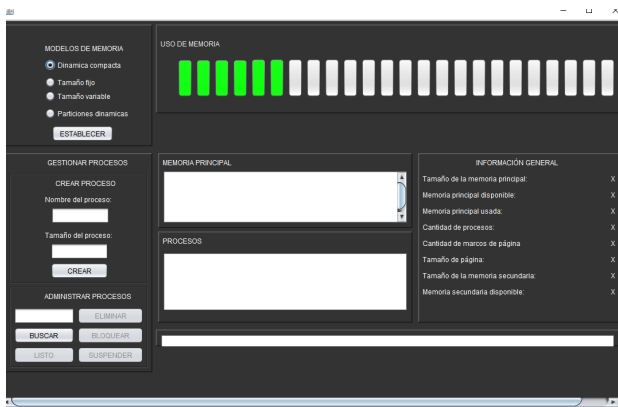 MODELOS DE MEMORIA
Dinamica compacta
Tamaño fijo
Tamaño variable
Particiones dinamicas
ESTABLECER
USO DE MEMORIA
GESTIONAR PROCESOS
CREAR PROCESO
Nombre del proceso:
Tamaño del proceso:
CREAR
ADMINISTRAR PROCESOS
ELIMINAR
BUSCAR
BLOQUEAR
LISTO
SUSPENDER
MEMORIA PRINCIPAL
PROCESOS
INFORMACIÓN GENERAL
Tamaño de la memoria principal: X
Memoria principal disponible: X
Memoria principal usada: X
Cantidad de procesos: X
Cantidad de marcos de página X
Tamaño de página: X
Tamaño de la memoria secundaria: X
Memoria secundaria disponible: X